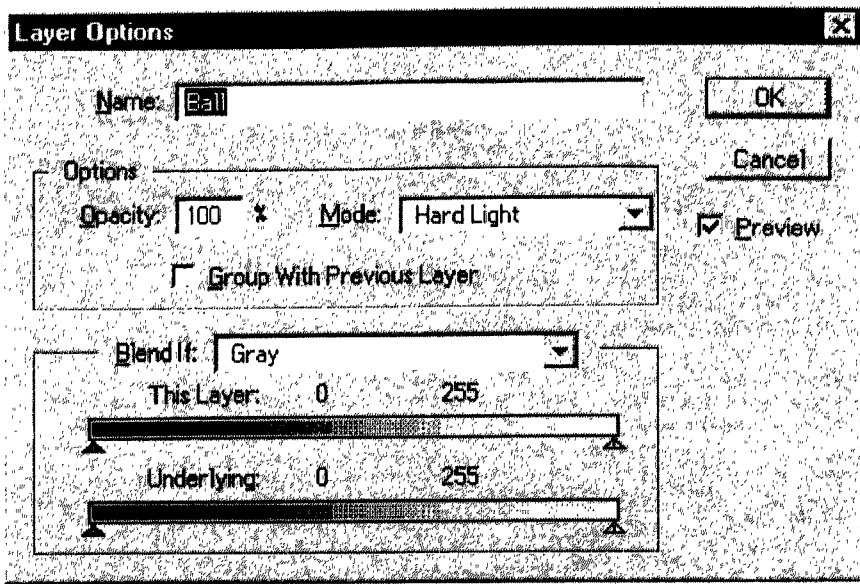 Layer Options
Name: Ball
OK
Cancel
Options
Opacity: 100 % Mode: Hard Light
Preview
Group With Previous Layer
Blend If: Gray
This Layer: 0 255
Underlying: 0 255